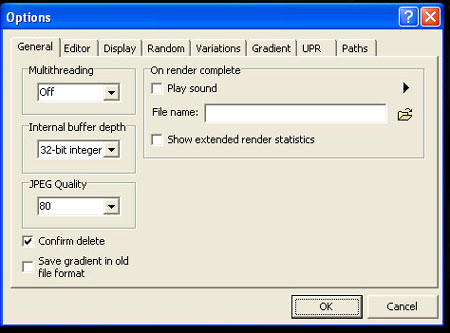 Options
General Editor Display Random Variations Gradient UPR Paths
Multithreading
Off
Internal buffer depth
32-bit integer
JPEG Quality
80
Confirm delete
Save gradient in old
file format
On render complete
Play sound
File name:
Show extended render statistics
OK Cancel